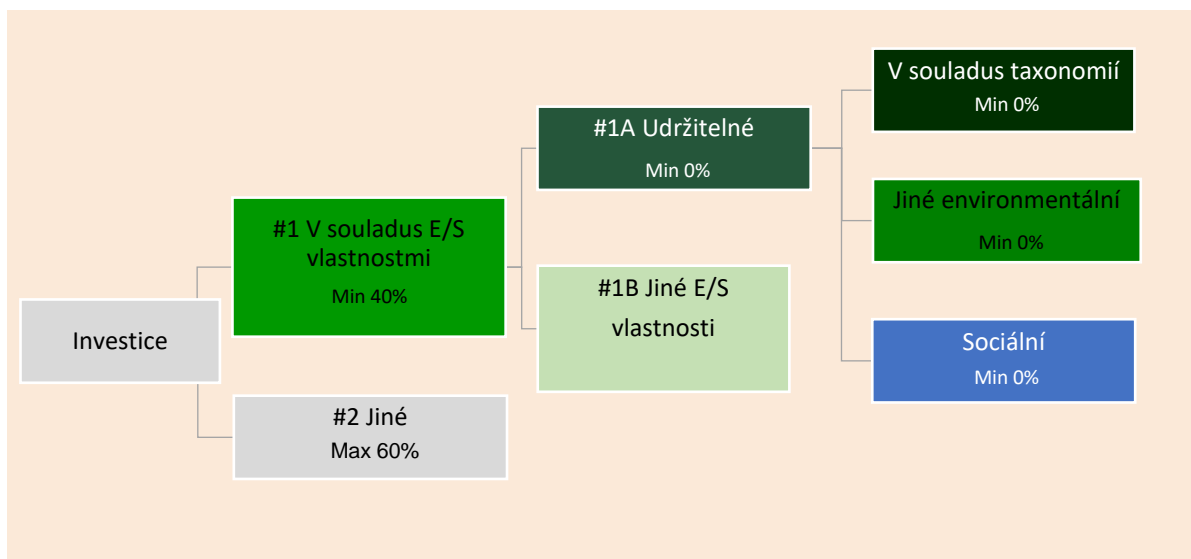 Investice
#1 V souladus E/S
vlastnostmi
Min 40%
#2 Jiné
Max 60%
#1A Udržitelné
Min 0%
#1B Jiné E/S
vlastnosti
V souladus taxonomií
Min 0%
Jiné environmentální
Min 0%
Sociální
Min 0%